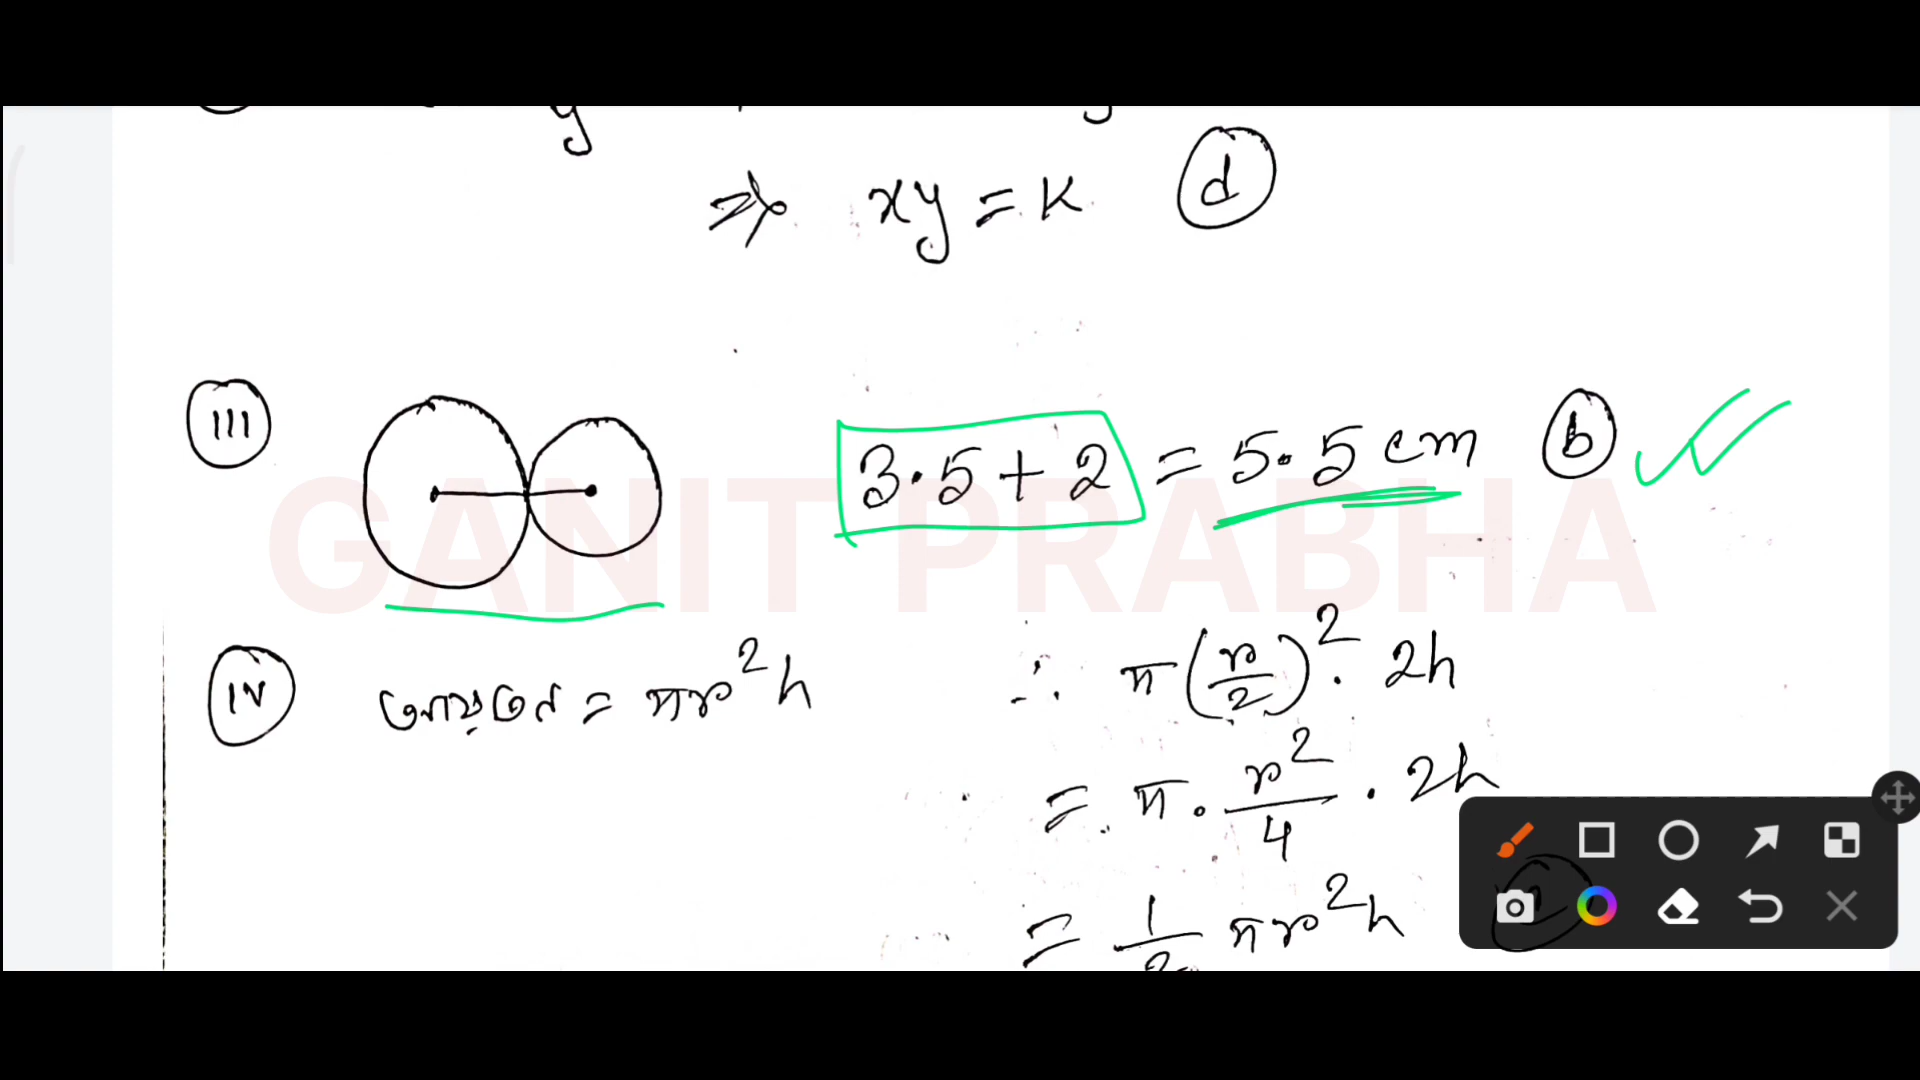 ⇒ xy = K (d)
(iii) 3.5 + 2 = 5.5 cm (b)
GANIT PRABHA
(iv) আয়তন = πr²h ∴ π(r/2)². 2h
= π . r²/4 . 2h
= 1/2 πr²h